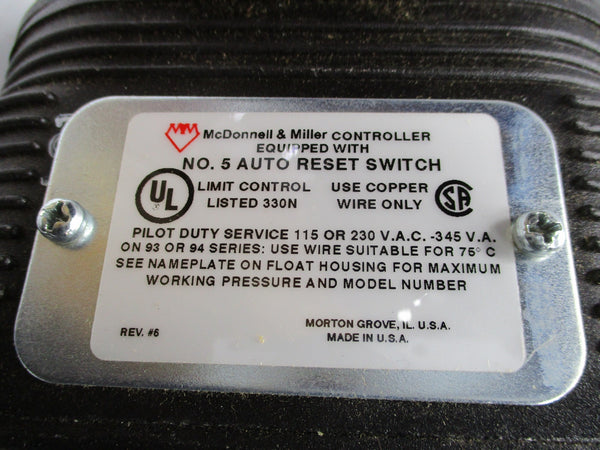 MM McDonnell & Miller CONTROLLER
EQUIPPED WITH
NO. 5 AUTO RESET SWITCH
UL LIMIT CONTROL USE COPPER SA
LISTED 330N WIRE ONLY
PILOT DUTY SERVICE 115 OR 230 V.A.C. -345 V.A.
ON 93 OR 94 SERIES: USE WIRE SUITABLE FOR 75° C
SEE NAMEPLATE ON FLOAT HOUSING FOR MAXIMUM
WORKING PRESSURE AND MODEL NUMBER
REV. #6 MORTON GROVE, IL. U.S.A.
MADE IN U.S.A.